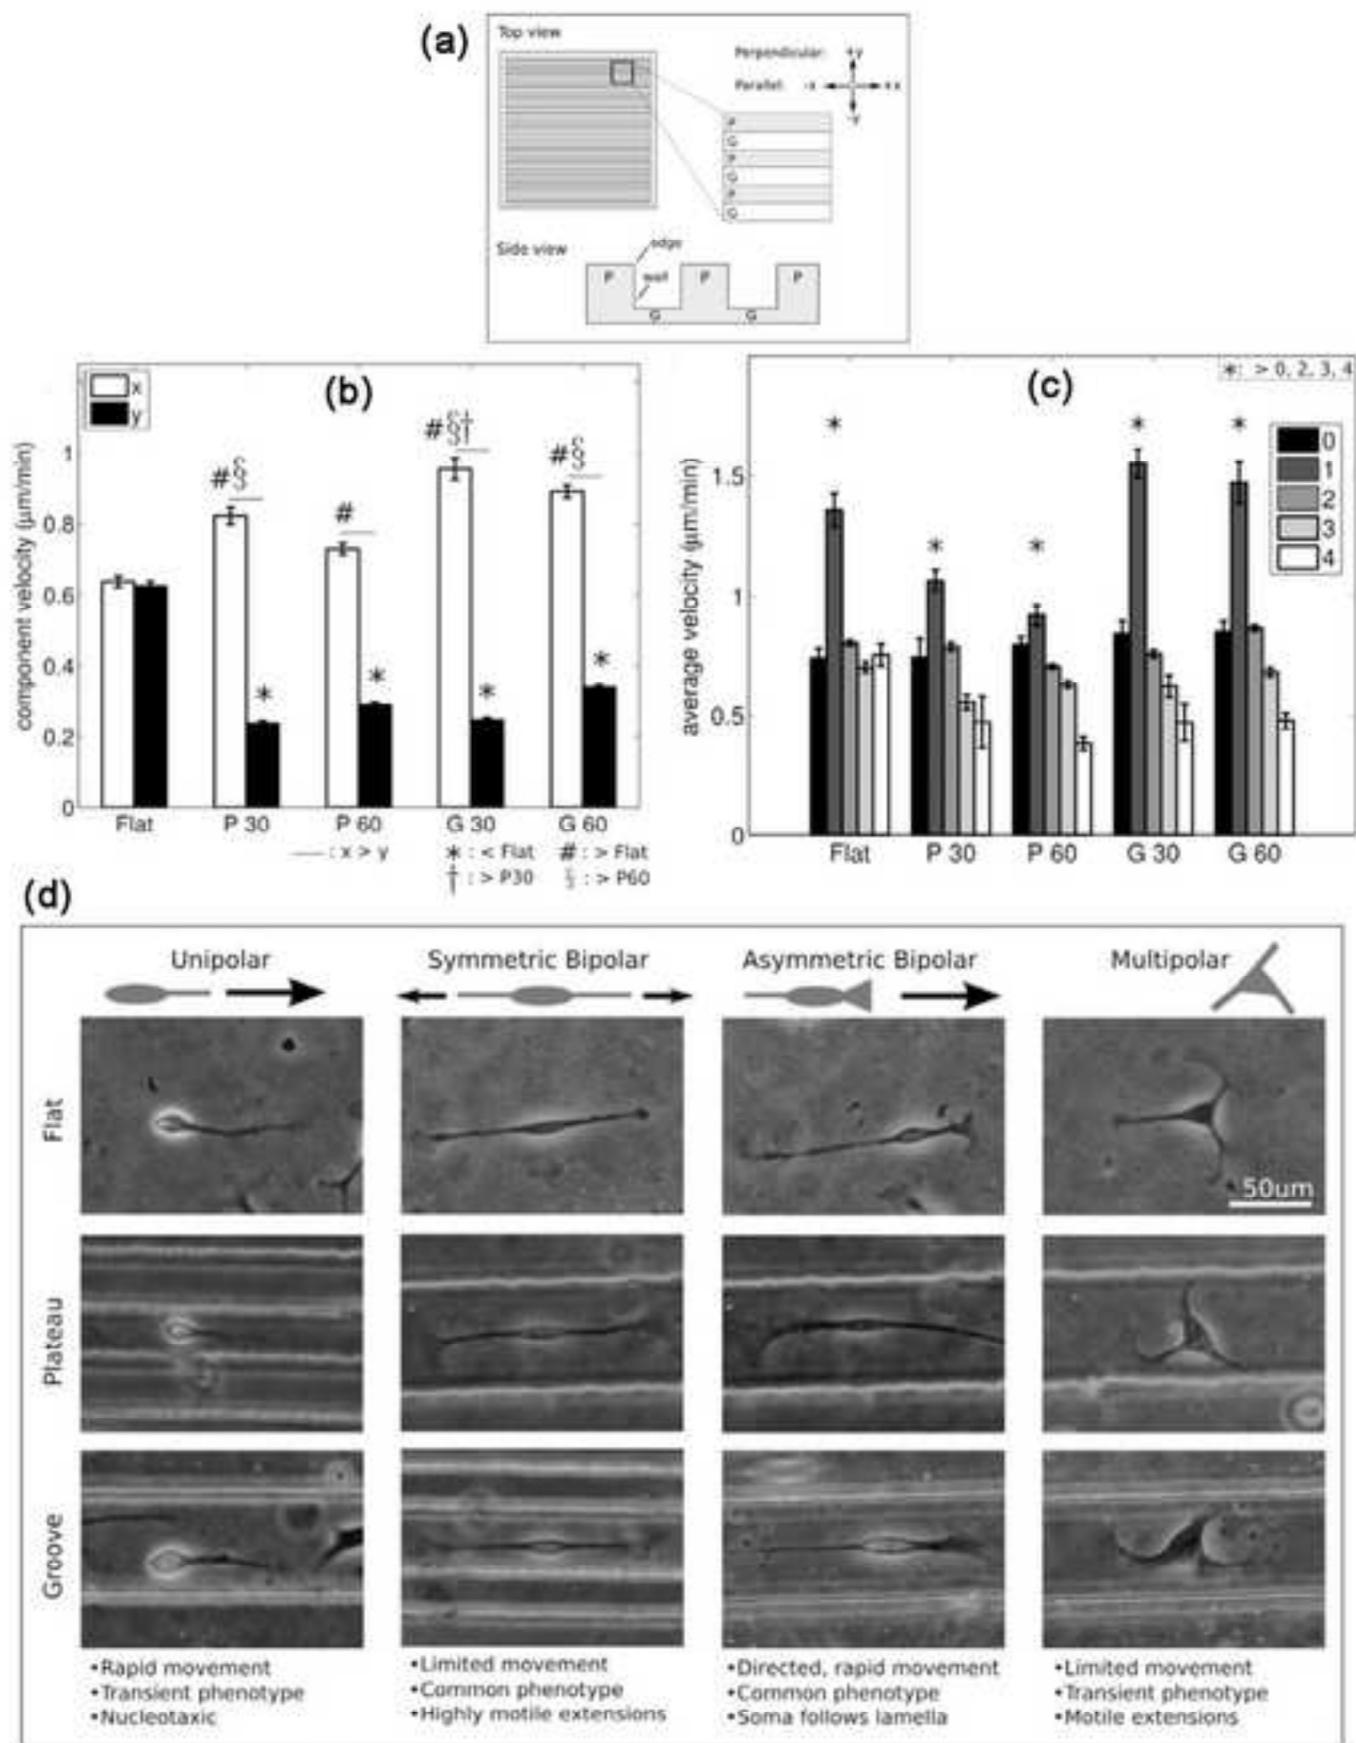 (a)
Top view
Perpendicular: +y
Parallel: -x +x
-y
P
G
P
G
P
G
Side view
edge
wall
P P P
G G
(b)
x
y
component velocity (μm/min)
1
0.8
0.6
0.4
0.2
0
#§
#
#§†
#§
* * * *
Flat P 30 P 60 G 30 G 60
— : x > y * : < Flat # : > Flat
† : > P30 § : > P60
(c)
*: > 0, 2, 3, 4
0
1
2
3
4
average velocity (μm/min)
1.5
1
0.5
0
* * * * *
Flat P 30 P 60 G 30 G 60
(d)
Unipolar Symmetric Bipolar Asymmetric Bipolar Multipolar
Flat
50um
Plateau
Groove
•Rapid movement
•Transient phenotype
•Nucleotaxic
•Limited movement
•Common phenotype
•Highly motile extensions
•Directed, rapid movement
•Common phenotype
•Soma follows lamella
•Limited movement
•Transient phenotype
•Motile extensions